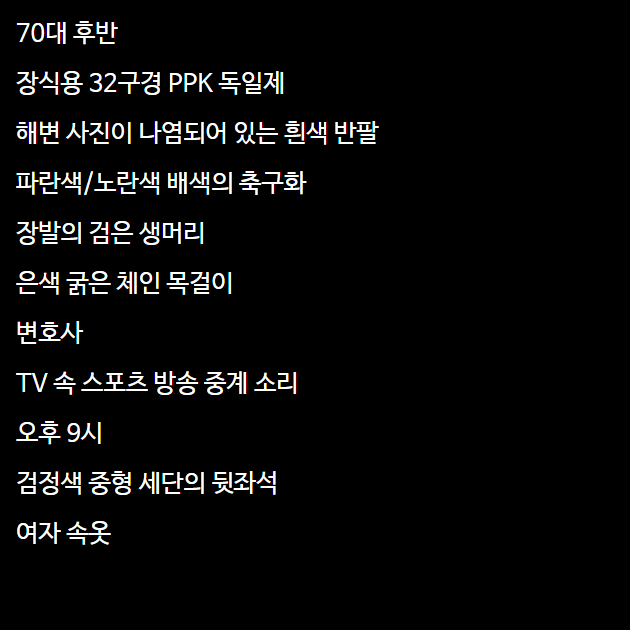 70대 후반
장식용 32구경 PPK 독일제
해변 사진이 나염되어 있는 흰색 반팔
파란색/노란색 배색의 축구화
장발의 검은 생머리
은색 굵은 체인 목걸이
변호사
TV 속 스포츠 방송 중계 소리
오후 9시
검정색 중형 세단의 뒷좌석
여자 속옷